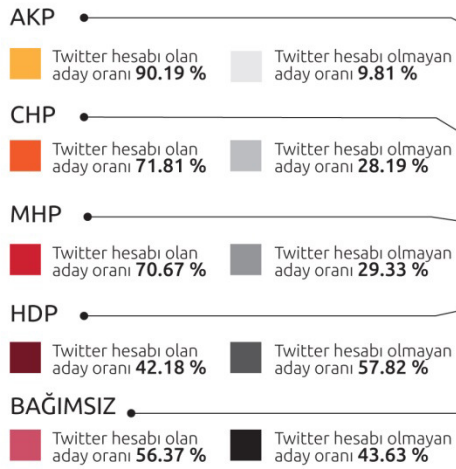 AKP
Twitter hesabı olan
aday oranı 90.19 %
Twitter hesabı olmayan
aday oranı 9.81 %
CHP
Twitter hesabı olan
aday oranı 71.81 %
Twitter hesabı olmayan
aday oranı 28.19 %
MHP
Twitter hesabı olan
aday oranı 70.67 %
Twitter hesabı olmayan
aday oranı 29.33 %
HDP
Twitter hesabı olan
aday oranı 42.18 %
Twitter hesabı olmayan
aday oranı 57.82 %
BAĞIMSIZ
Twitter hesabı olan
aday oranı 56.37 %
Twitter hesabı olmayan
aday oranı 43.63 %